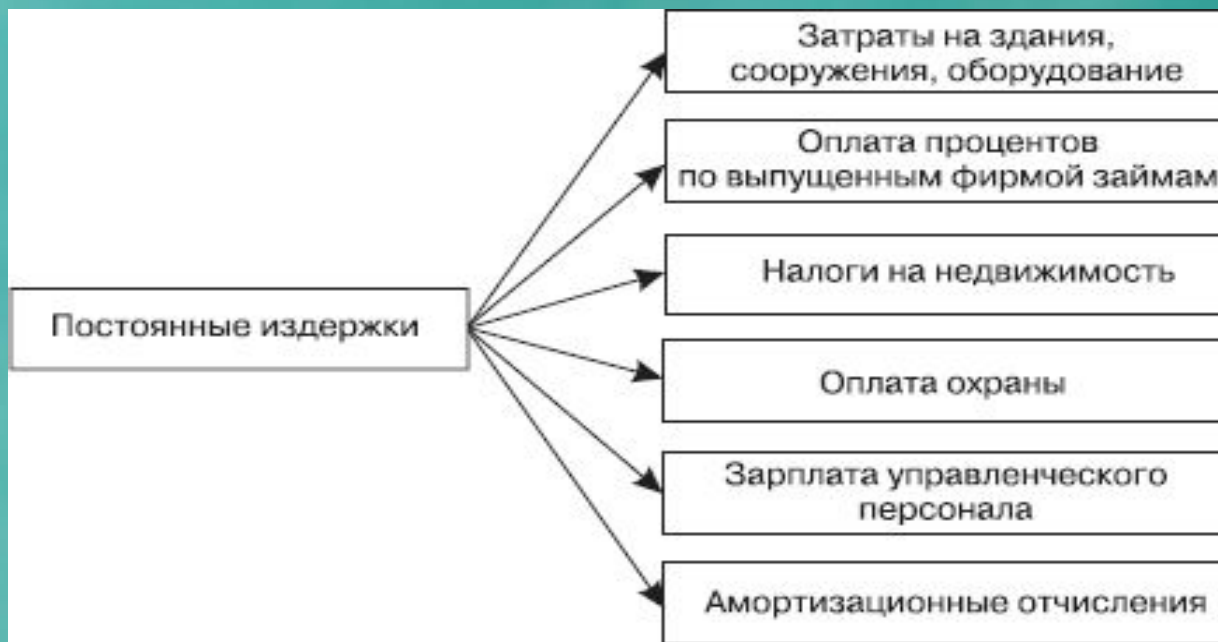 Постоянные издержки
Затраты на здания,
сооружения, оборудование
Оплата процентов
по выпущенным фирмой займам
Налоги на недвижимость
Оплата охраны
Зарплата управленческого
персонала
Амортизационные отчисления